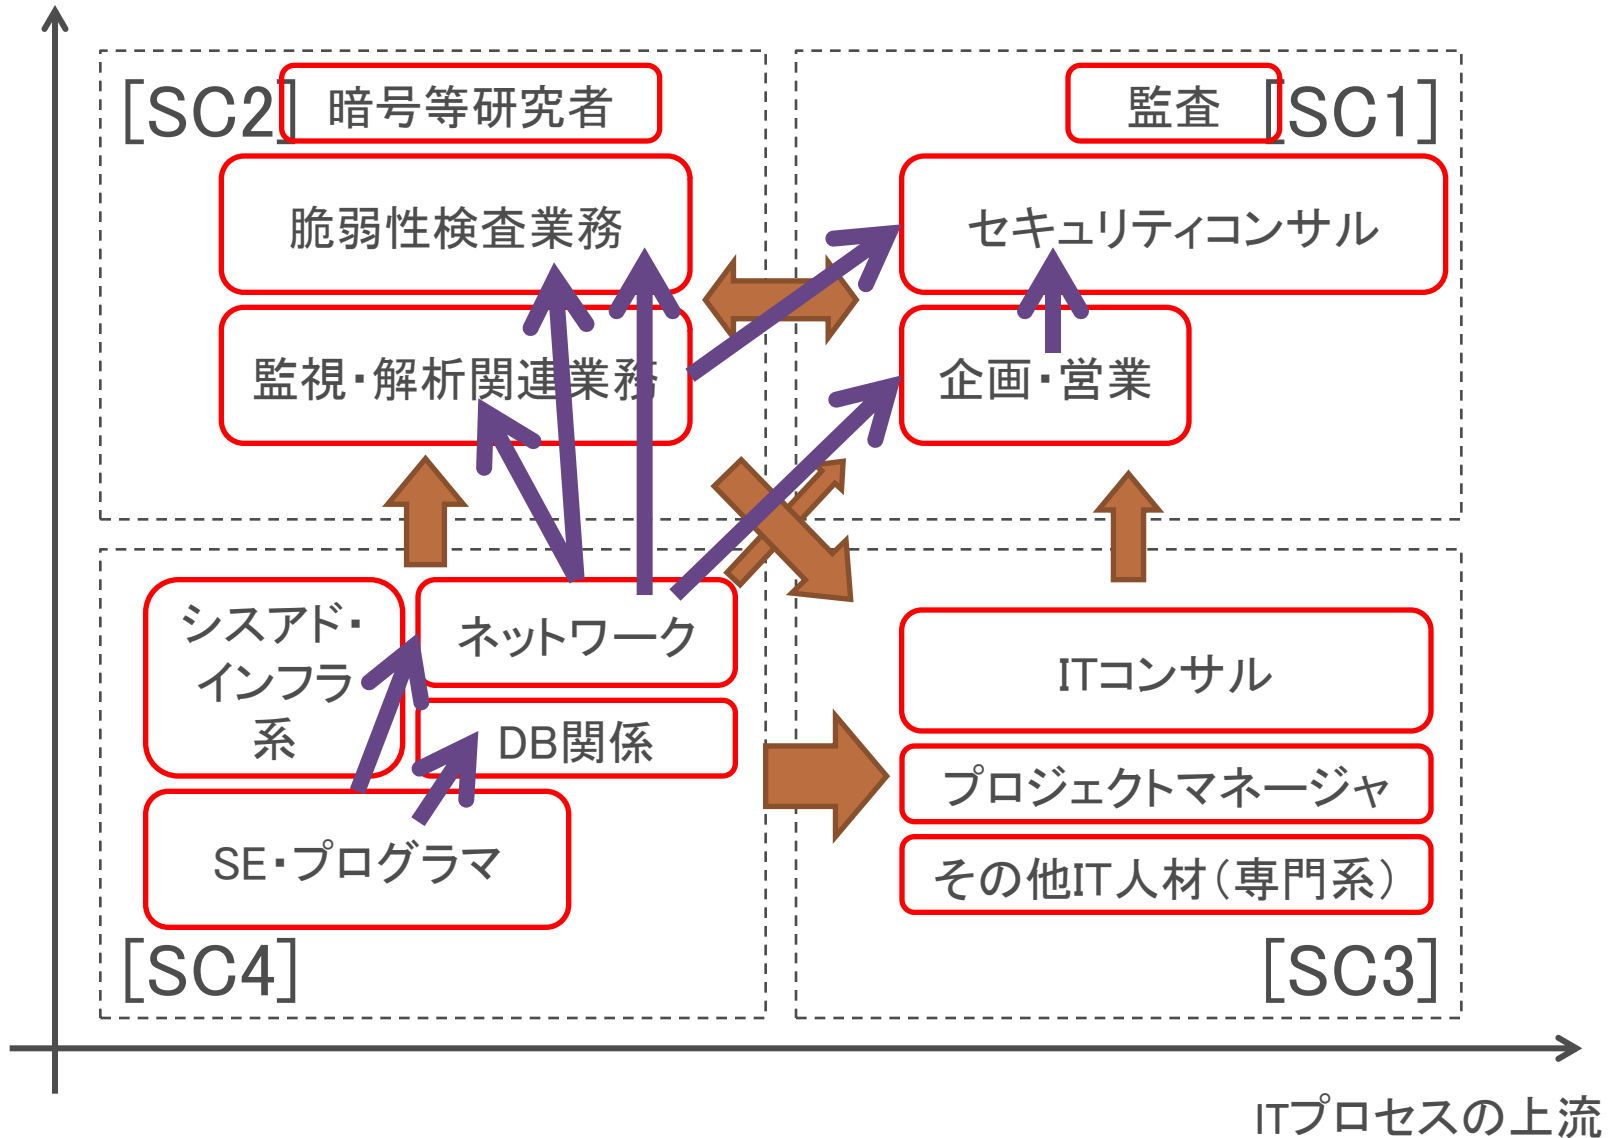 [SC2]
暗号等研究者
監査
[SC1]
脆弱性検査業務
セキュリティコンサル
監視・解析関連業務
企画・営業
シスアド・
インフラ
系
ネットワーク
DB関係
ITコンサル
プロジェクトマネージャ
SE・プログラマ
その他IT人材(専門系)
[SC4]
[SC3]
ITプロセスの上流